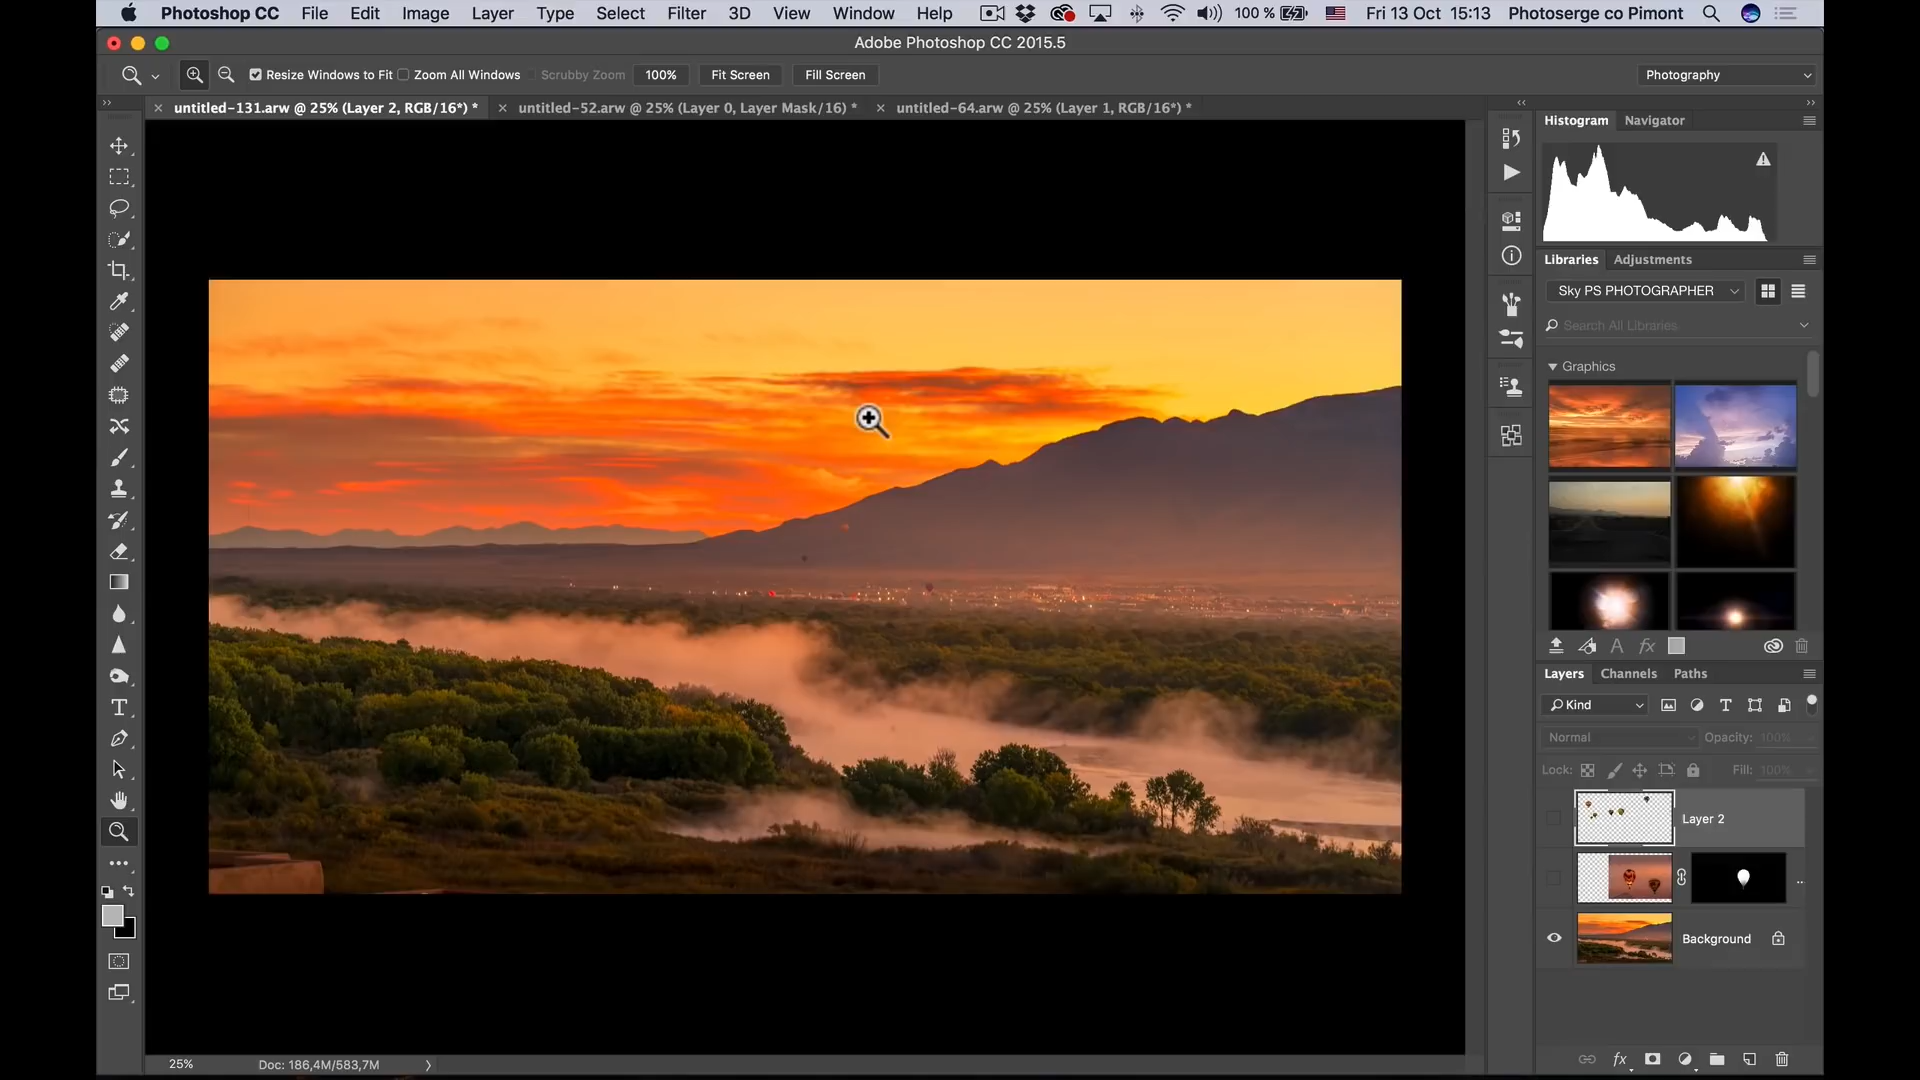 Photoshop CC File Edit Image Layer Type Select Filter 3D View Window Help 100 % Fri 13 Oct 15:13 Photoserge co Pimont
Adobe Photoshop CC 2015.5
Resize Windows to Fit Zoom All Windows Scrubby Zoom 100% Fit Screen Fill Screen Photography
untitled-131.arw @ 25% (Layer 2, RGB/16*) * untitled-52.arw @ 25% (Layer 0, Layer Mask/16) * untitled-64.arw @ 25% (Layer 1, RGB/16*) *
Histogram Navigator
Libraries Adjustments
Sky PS PHOTOGRAPHER
Search All Libraries
Graphics
Layers Channels Paths
Kind
Normal Opacity: 100%
Lock: Fill: 100%
Layer 2
..
Background
25% Doc: 186,4M/583,7M